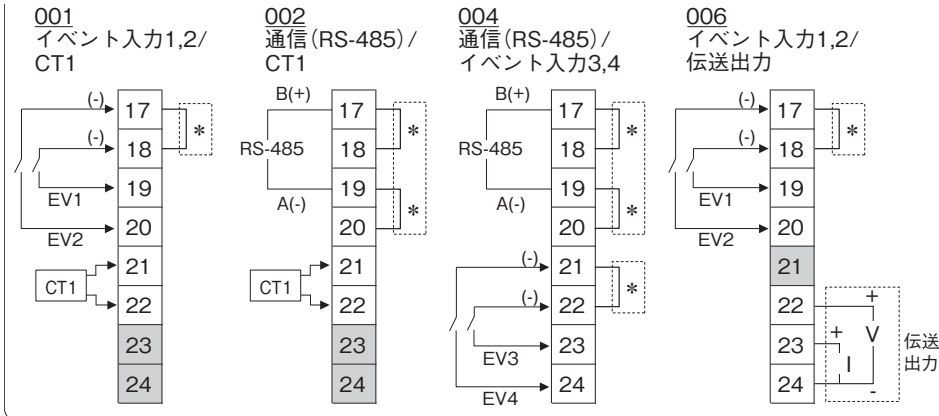 001
イベント入力1,2/
CT1
(-)
(-)
EV1
EV2
CT1
17
18
19
20
21
22
23
24
*
002
通信(RS-485)/
CT1
B(+)
RS-485
A(-)
CT1
17
18
19
20
21
22
23
24
*
*
004
通信(RS-485)/
イベント入力3,4
B(+)
RS-485
A(-)
(-)
(-)
EV3
EV4
17
18
19
20
21
22
23
24
*
*
*
006
イベント入力1,2/
伝送出力
(-)
(-)
EV1
EV2
17
18
19
20
21
22
23
24
*
+
+
V
I
-
伝送
出力